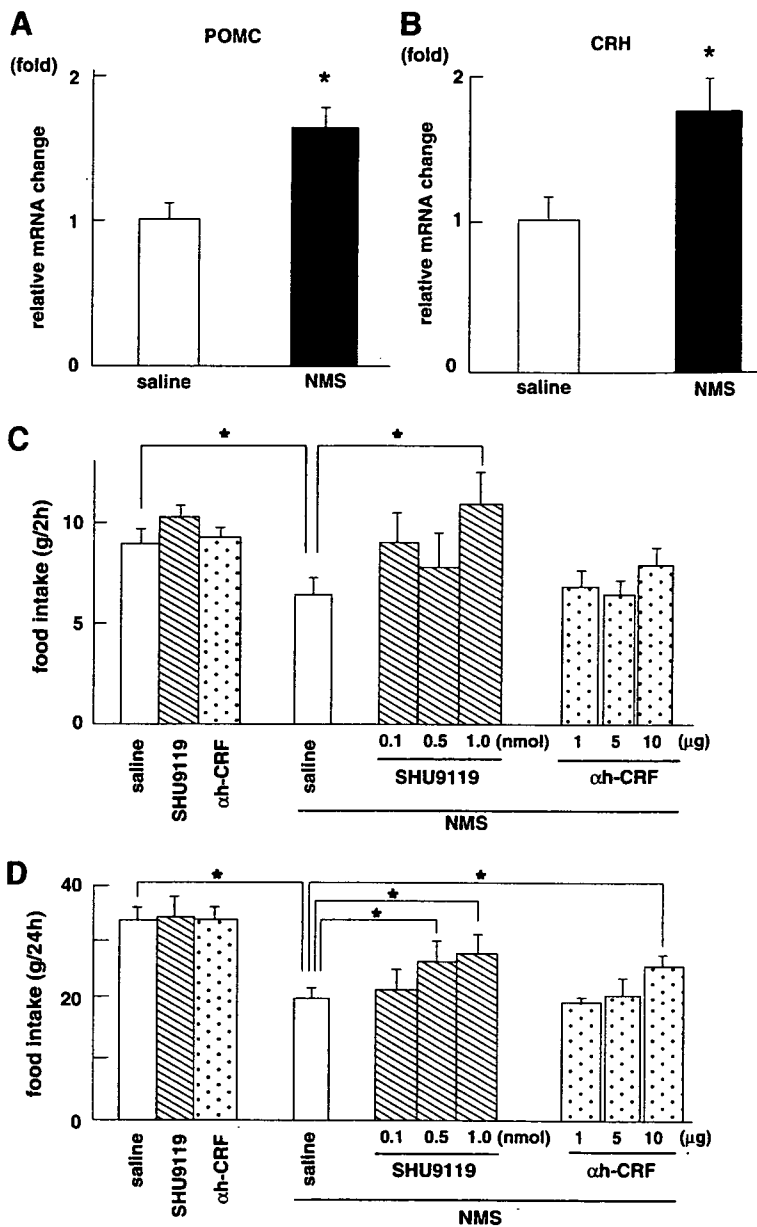 A
POMC
(fold)
2
1
0
relative mRNA change
*
saline
NMS
B
CRH
(fold)
2
1
0
relative mRNA change
*
saline
NMS
C
*
*
10
5
0
food intake (g/2h)
saline
SHU9119
αh-CRF
saline
0.1 0.5 1.0 (nmol)
SHU9119
1 5 10 (μg)
αh-CRF
NMS
D
*
*
*
*
40
20
0
food intake (g/24h)
saline
SHU9119
αh-CRF
saline
0.1 0.5 1.0 (nmol)
SHU9119
1 5 10 (μg)
αh-CRF
NMS